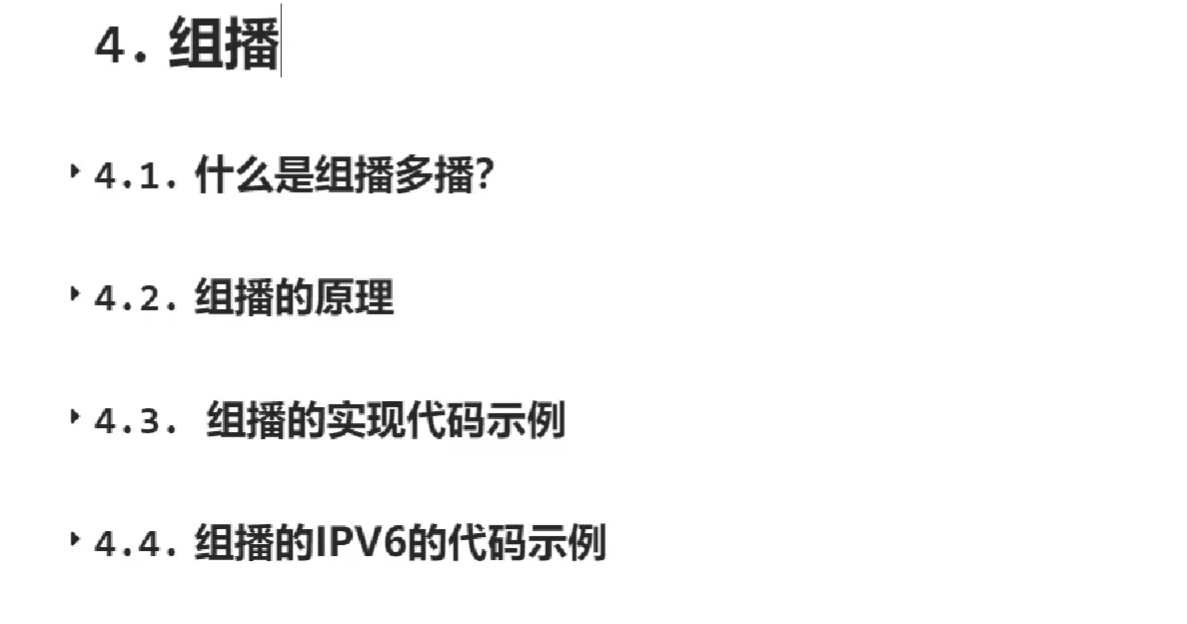 4. 组播
4.1. 什么是组播多播?
4.2. 组播的原理
4.3. 组播的实现代码示例
4.4. 组播的IPV6的代码示例